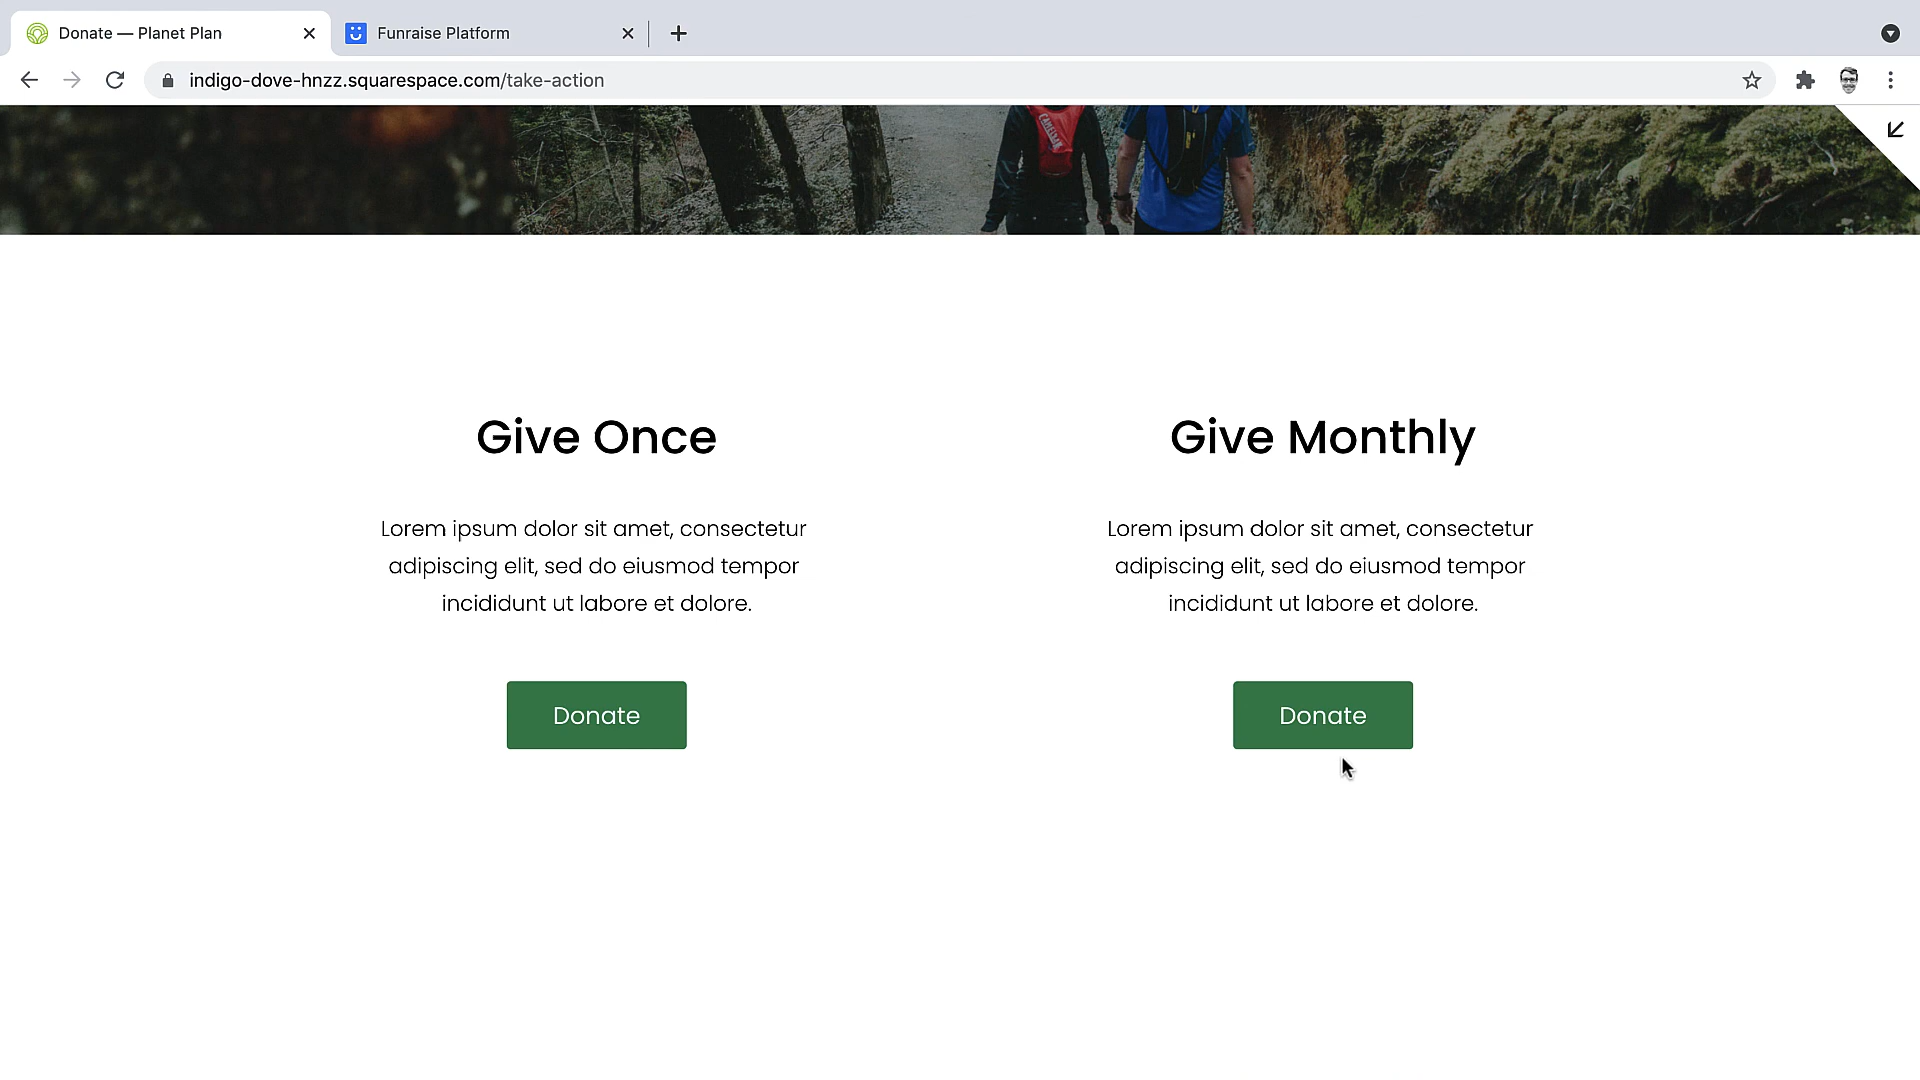 Donate — Planet Plan
Funraise Platform
indigo-dove-hnzz.squarespace.com/take-action
CAMELBAK
Give Once
Lorem ipsum dolor sit amet, consectetur
adipiscing elit, sed do eiusmod tempor
incididunt ut labore et dolore.
Donate
Give Monthly
Lorem ipsum dolor sit amet, consectetur
adipiscing elit, sed do eiusmod tempor
incididunt ut labore et dolore.
Donate